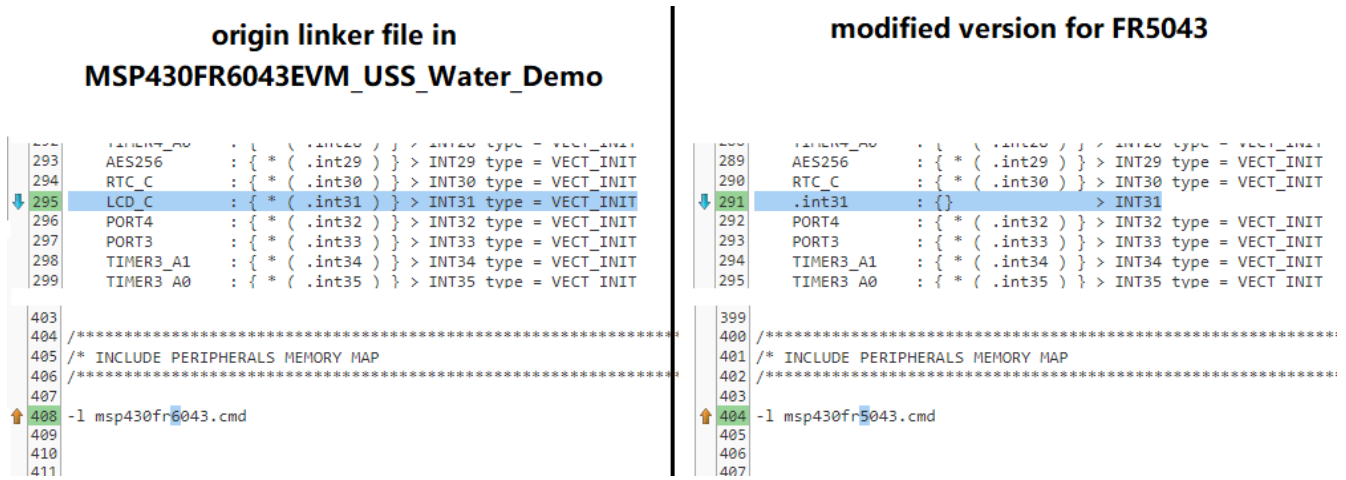 origin linker file in
MSP430FR6043EVM_USS_Water_Demo
293 AES256 : { * ( .int29 ) } > INT29 type = VECT_INIT
294 RTC_C : { * ( .int30 ) } > INT30 type = VECT_INIT
295 LCD_C : { * ( .int31 ) } > INT31 type = VECT_INIT
296 PORT4 : { * ( .int32 ) } > INT32 type = VECT_INIT
297 PORT3 : { * ( .int33 ) } > INT33 type = VECT_INIT
298 TIMER3_A1 : { * ( .int34 ) } > INT34 type = VECT_INIT
299 TIMER3_A0 : { * ( .int35 ) } > INT35 type = VECT_INIT
403
404 /*****************************************************************
405 /* INCLUDE PERIPHERALS MEMORY MAP
406 /*****************************************************************
407
408 -l msp430fr6043.cmd
409
410
411
modified version for FR5043
289 AES256 : { * ( .int29 ) } > INT29 type = VECT_INIT
290 RTC_C : { * ( .int30 ) } > INT30 type = VECT_INIT
291 .int31 : {} > INT31
292 PORT4 : { * ( .int32 ) } > INT32 type = VECT_INIT
293 PORT3 : { * ( .int33 ) } > INT33 type = VECT_INIT
294 TIMER3_A1 : { * ( .int34 ) } > INT34 type = VECT_INIT
295 TIMER3_A0 : { * ( .int35 ) } > INT35 type = VECT_INIT
399
400 /*************************************************************
401 /* INCLUDE PERIPHERALS MEMORY MAP
402 /*************************************************************
403
404 -l msp430fr5043.cmd
405
406
407